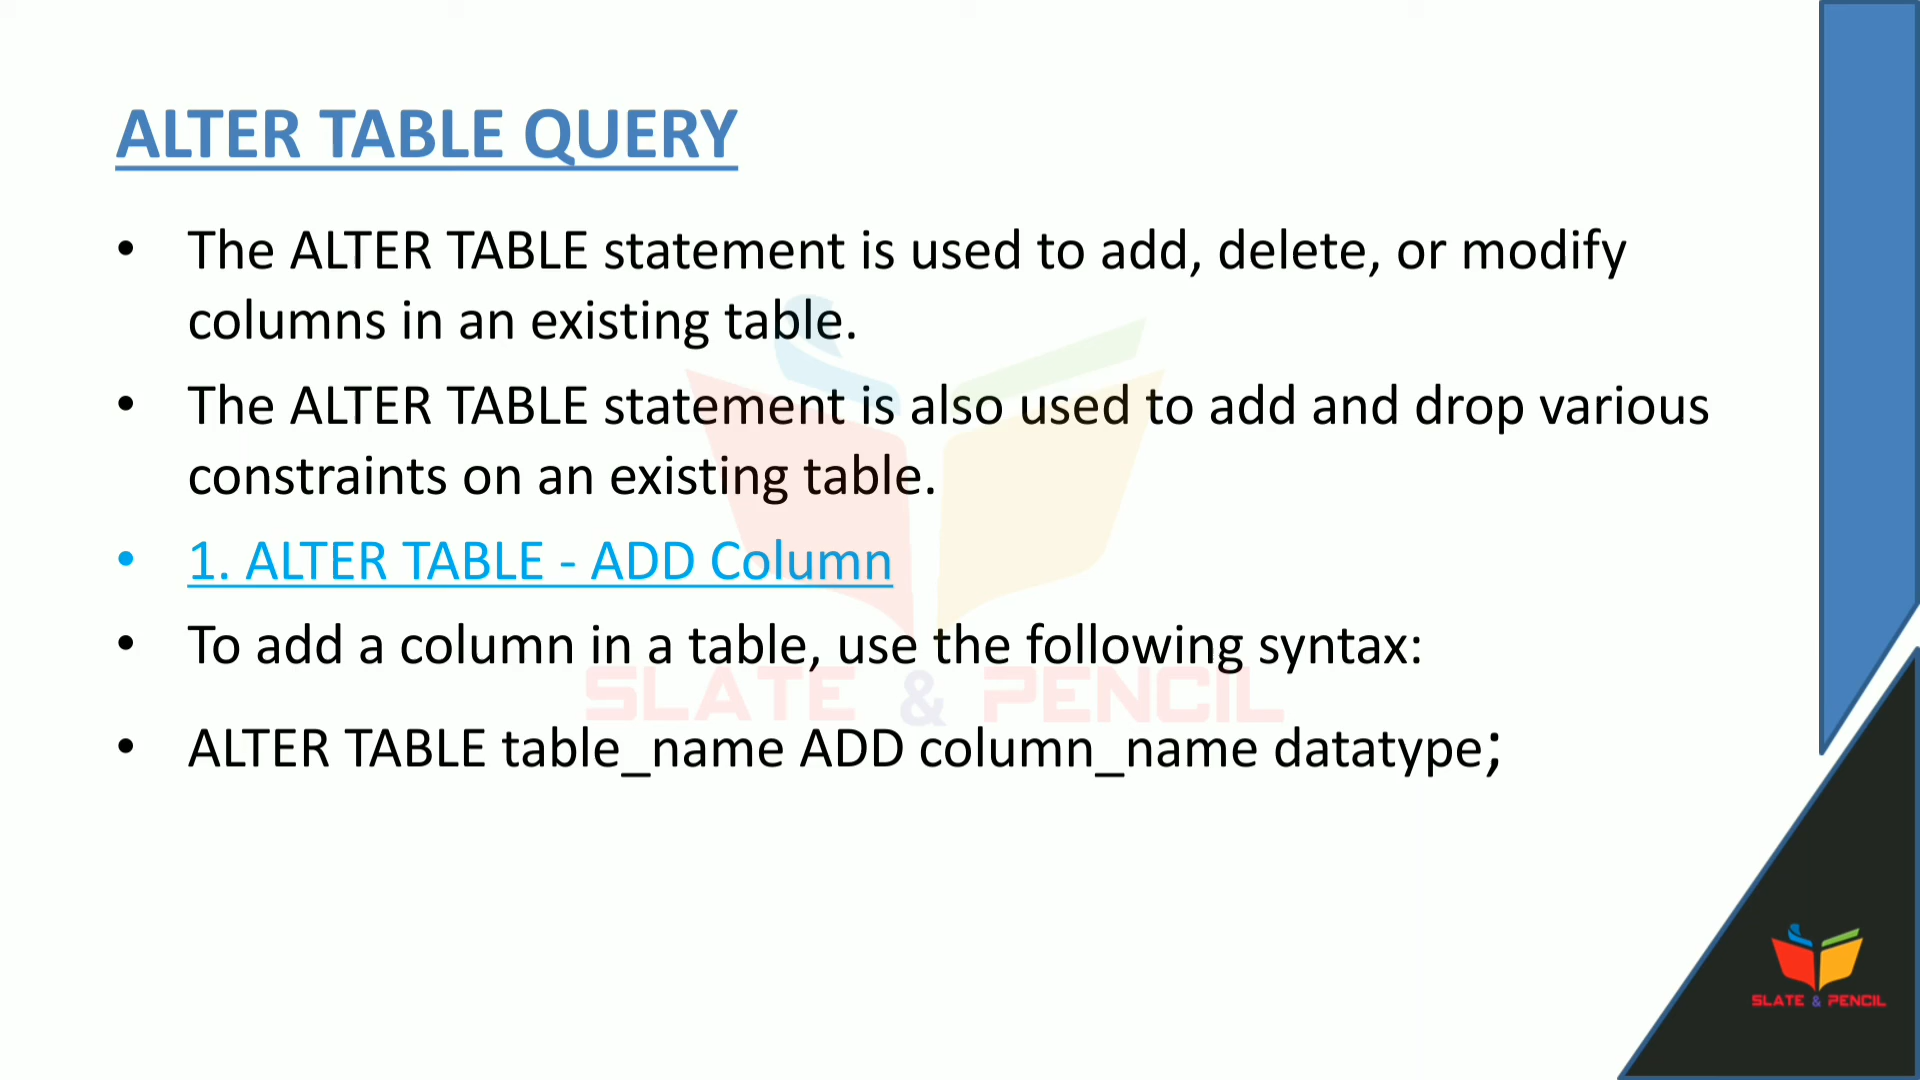 ALTER TABLE QUERY
• The ALTER TABLE statement is used to add, delete, or modify
columns in an existing table.
• The ALTER TABLE statement is also used to add and drop various
constraints on an existing table.
• 1. ALTER TABLE - ADD Column
• To add a column in a table, use the following syntax:
SLATE & PENCIL
• ALTER TABLE table_name ADD column_name datatype;
SLATE & PENCIL